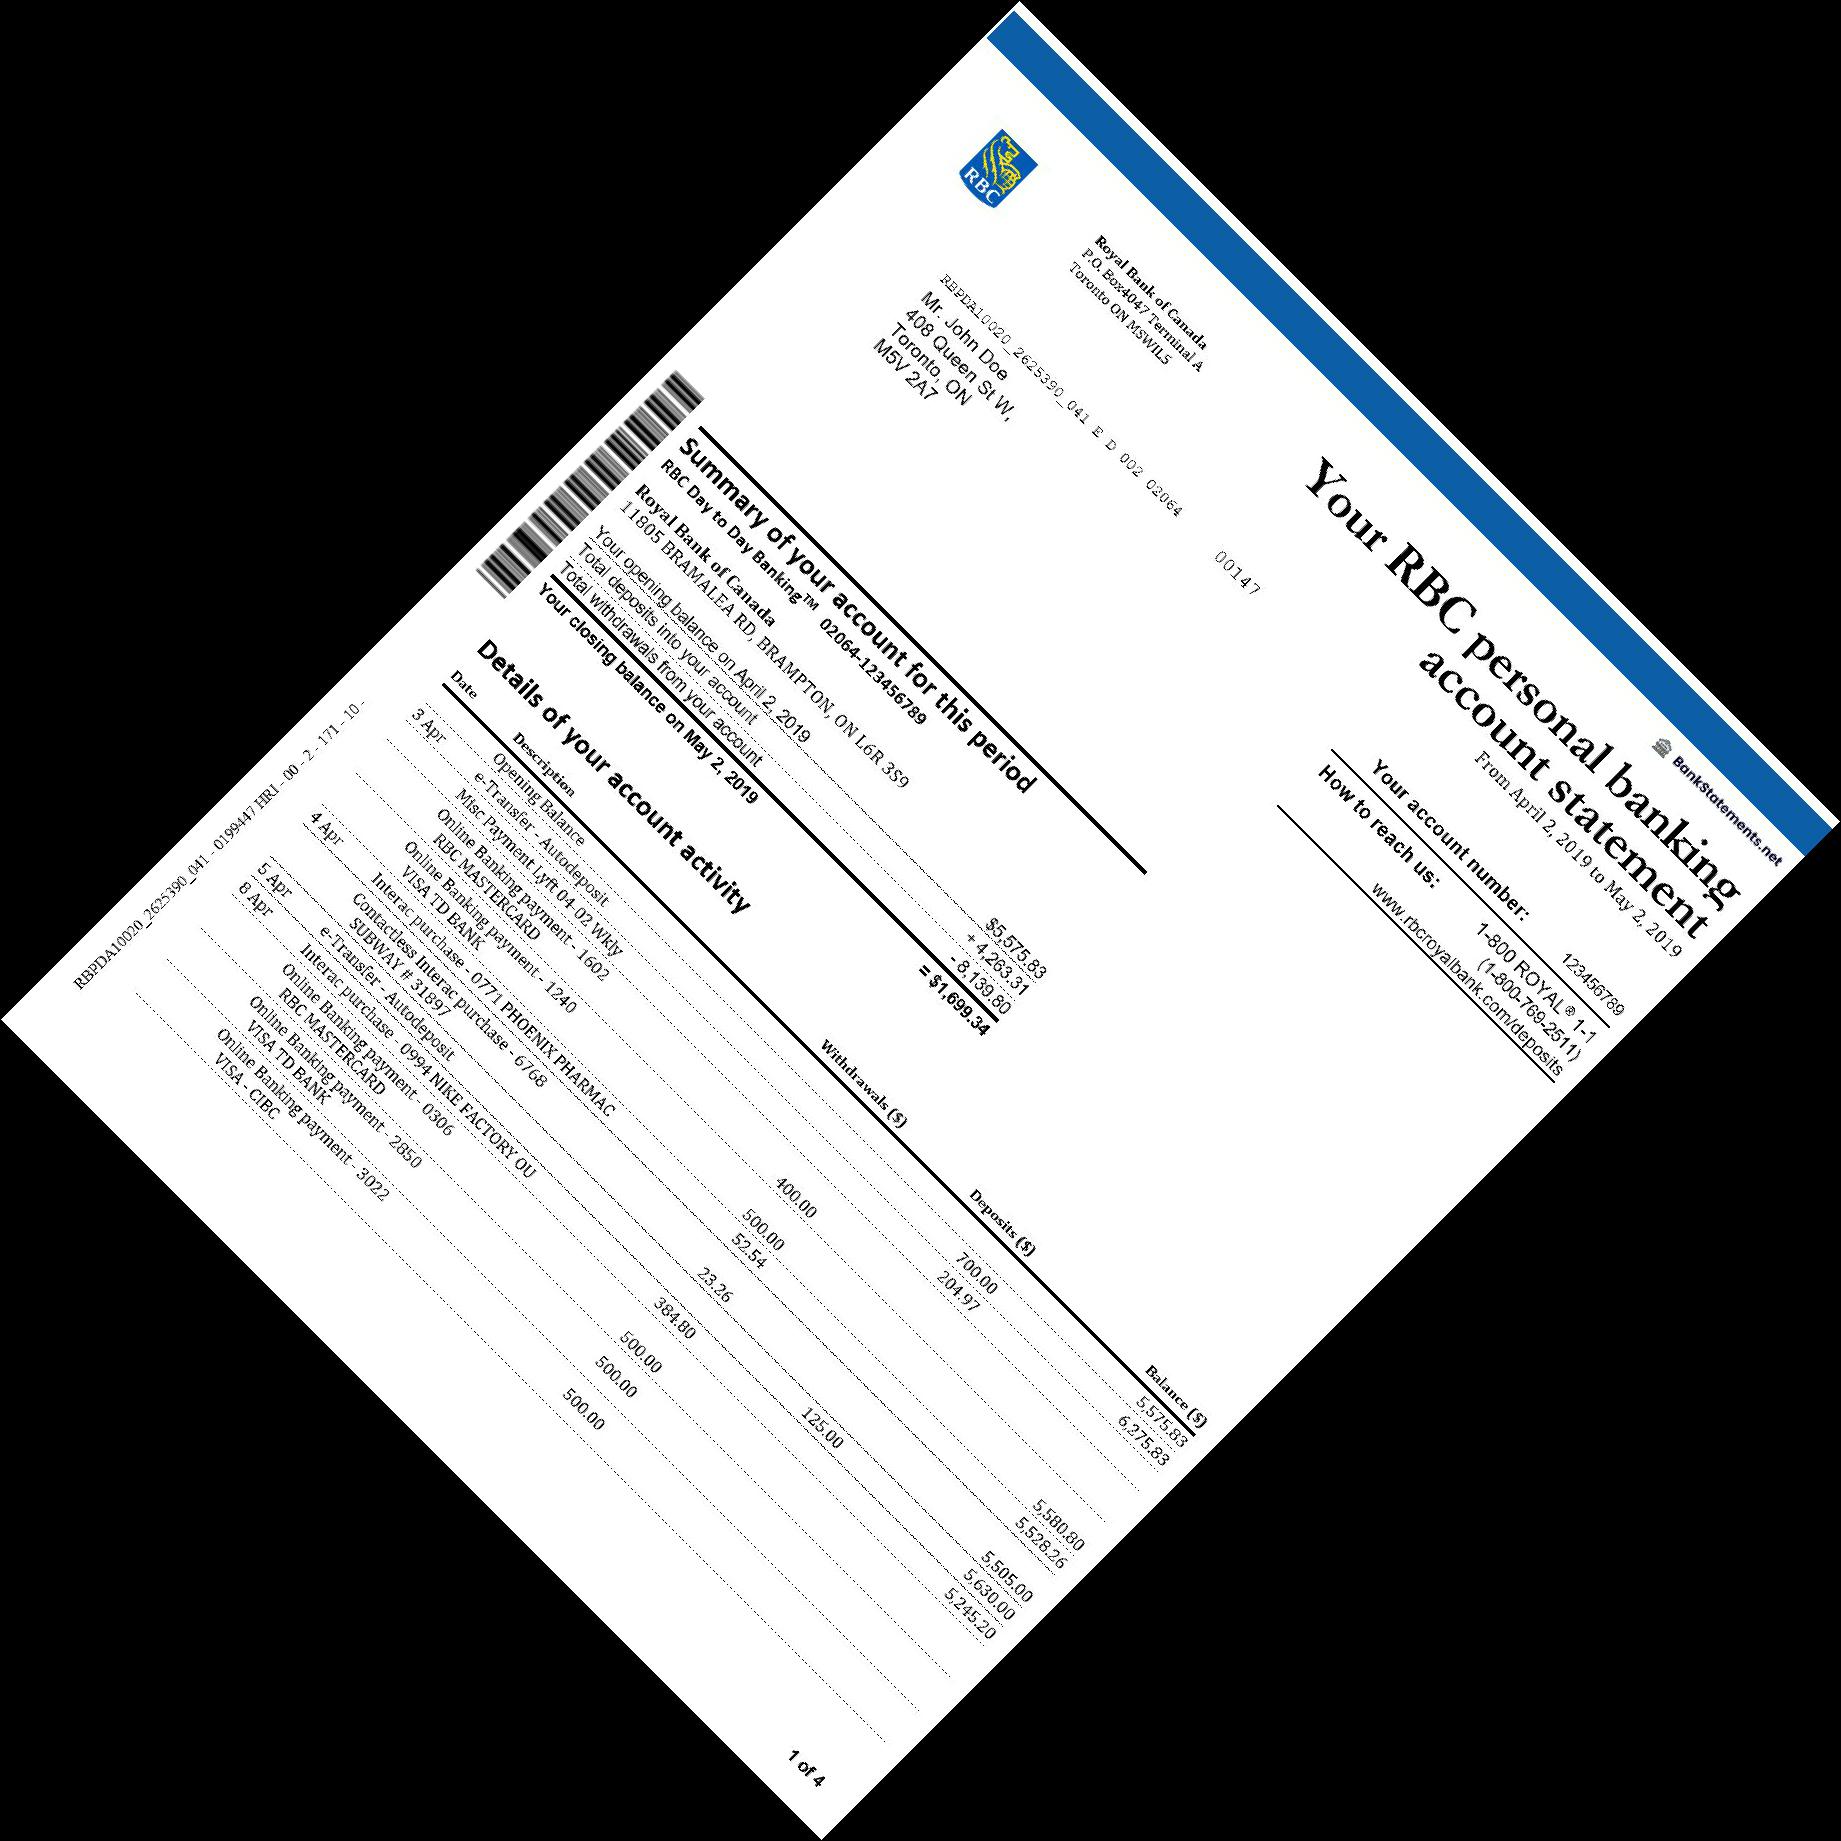 BankStatements.net
RBC
Your RBC personal banking
account statement
From April 2, 2019 to May 2, 2019
Royal Bank of Canada
P.O. Box4047 Terminal A
Toronto ON MSWIL5
RBPDA10020_2625390_041 E D 002 02064 00147
Mr. John Doe
408 Queen St W,
Toronto, ON
M5V 2A7
Your account number: 123456789
How to reach us: 1-800 ROYAL® 1-1
(1-800-769-2511)
www.rbcroyalbank.com/deposits
Summary of your account for this period
RBC Day to Day Banking™ 02064-123456789
Royal Bank of Canada
11805 BRAMALEA RD, BRAMPTON, ON L6R 3S9
Your opening balance on April 2, 2019 $5,575.83
Total deposits into your account + 4,263.31
Total withdrawals from your account - 8,139.80
Your closing balance on May 2, 2019 = $1,699.34
Details of your account activity
Date Description Withdrawals ($) Deposits ($) Balance ($)
Opening Balance 5,575.83
3 Apr e-Transfer - Autodeposit 700.00 6,275.83
Misc Payment Lyft 04-02 Wkly 204.97
Online Banking payment - 1602
RBC MASTERCARD 400.00
Online Banking payment - 1240
VISA TD BANK 500.00 5,580.80
4 Apr Interac purchase - 0771 PHOENIX PHARMAC 52.54 5,528.26
Contactless Interac purchase - 6768
SUBWAY # 31897 23.26 5,505.00
5 Apr e-Transfer - Autodeposit 125.00 5,630.00
8 Apr Interac purchase - 0994 NIKE FACTORY OU 384.80 5,245.20
Online Banking payment - 0306
RBC MASTERCARD 500.00
Online Banking payment - 2850
VISA TD BANK 500.00
Online Banking payment - 3022
VISA - CIBC 500.00
RBPDA10020_2625390_041 - 0199447 HRI - 00 - 2 - 171 - 10 -
1 of 4